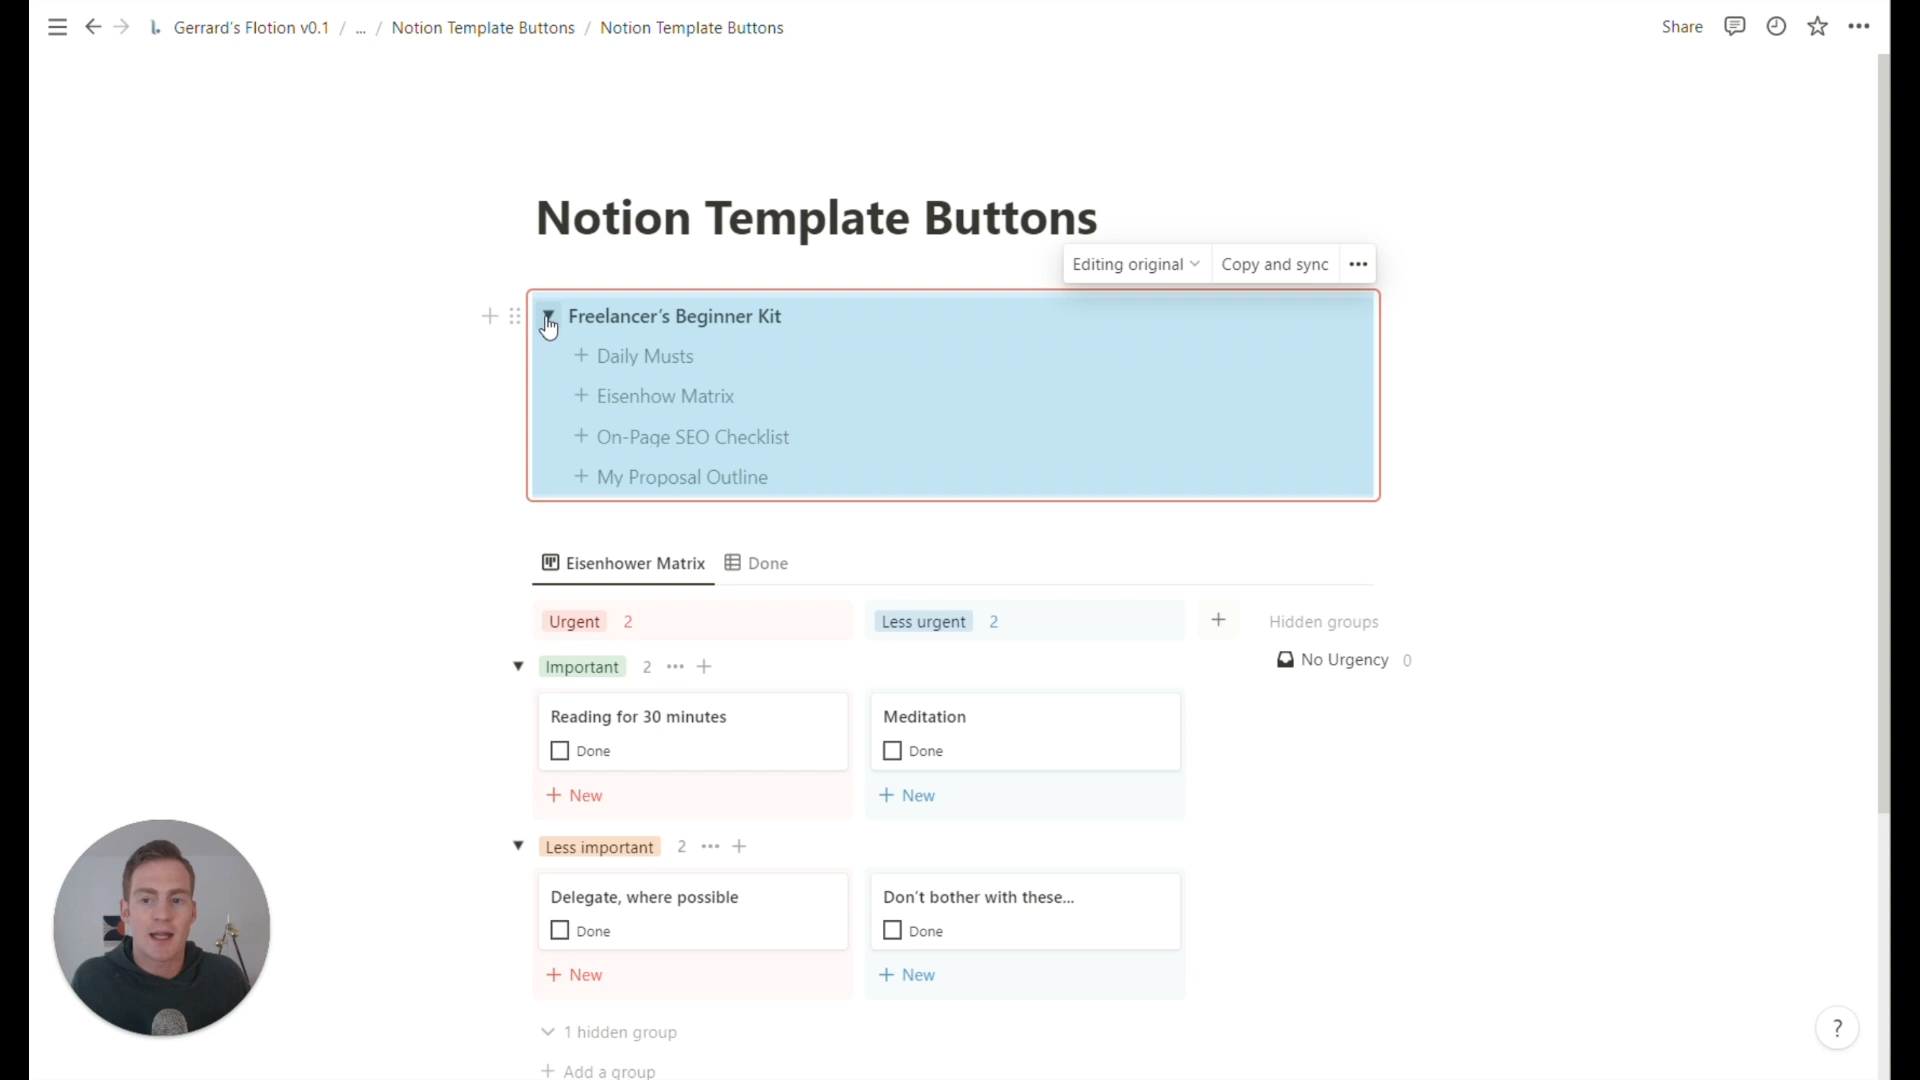 Gerrard's Flotion v0.1 / ... / Notion Template Buttons / Notion Template Buttons
Share
Notion Template Buttons
Editing original Copy and sync
Freelancer's Beginner Kit
+ Daily Musts
+ Eisenhow Matrix
+ On-Page SEO Checklist
+ My Proposal Outline
Eisenhower Matrix Done
Urgent 2 Less urgent 2 + Hidden groups
No Urgency 0
Important 2 ... +
Reading for 30 minutes Meditation
Done Done
+ New + New
Less important 2 ... +
Delegate, where possible Don't bother with these...
Done Done
+ New + New
1 hidden group
+ Add a group
?